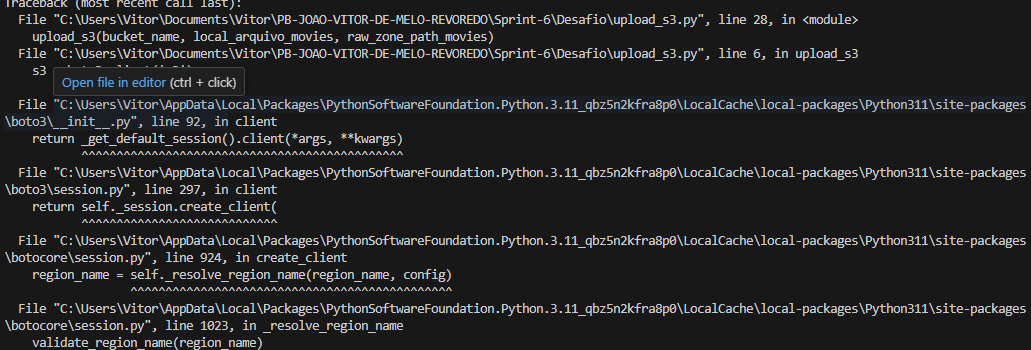 Traceback (most recent call last):
File "C:\Users\Vitor\Documents\Vitor\PB-JOAO-VITOR-DE-MELO-REVOREDO\Sprint-6\Desafio\upload_s3.py", line 28, in <module>
upload_s3(bucket_name, local_arquivo_movies, raw_zone_path_movies)
File "C:\Users\Vitor\Documents\Vitor\PB-JOAO-VITOR-DE-MELO-REVOREDO\Sprint-6\Desafio\upload_s3.py", line 6, in upload_s3
s3
Open file in editor (ctrl + click)
File "C:\Users\Vitor\AppData\Local\Packages\PythonSoftwareFoundation.Python.3.11_qbz5n2kfra8p0\LocalCache\local-packages\Python311\site-packages
\boto3\__init__.py", line 92, in client
return _get_default_session().client(*args, **kwargs)
^^^^^^^^^^^^^^^^^^^^^^^^^^^^^^^^^^^^^^^^^^^^^^
File "C:\Users\Vitor\AppData\Local\Packages\PythonSoftwareFoundation.Python.3.11_qbz5n2kfra8p0\LocalCache\local-packages\Python311\site-packages
\boto3\session.py", line 297, in client
return self._session.create_client(
^^^^^^^^^^^^^^^^^^^^^^^^^^^^
File "C:\Users\Vitor\AppData\Local\Packages\PythonSoftwareFoundation.Python.3.11_qbz5n2kfra8p0\LocalCache\local-packages\Python311\site-packages
\botocore\session.py", line 924, in create_client
region_name = self._resolve_region_name(region_name, config)
^^^^^^^^^^^^^^^^^^^^^^^^^^^^^^^^^^^^^^^^^^^^^^
File "C:\Users\Vitor\AppData\Local\Packages\PythonSoftwareFoundation.Python.3.11_qbz5n2kfra8p0\LocalCache\local-packages\Python311\site-packages
\botocore\session.py", line 1023, in _resolve_region_name
validate_region_name(region_name)